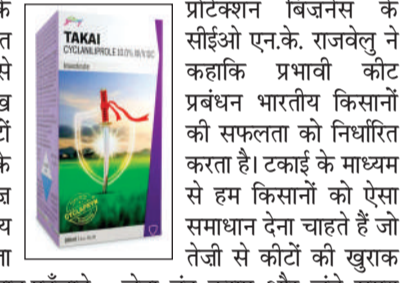 TAKAI
CYCLANILIPROLE 10.0% W/V DC
Insecticide
प्रोटेक्शन बिज़नेस के
सीईओ एन.के. राजवेलु ने
कहाकि प्रभावी कीट
प्रबंधन भारतीय किसानों
की सफलता को निर्धारित
करता है। टकाई के माध्यम
से हम किसानों को ऐसा
समाधान देना चाहते हैं जो
तेज़ी से कीटों की खुराक